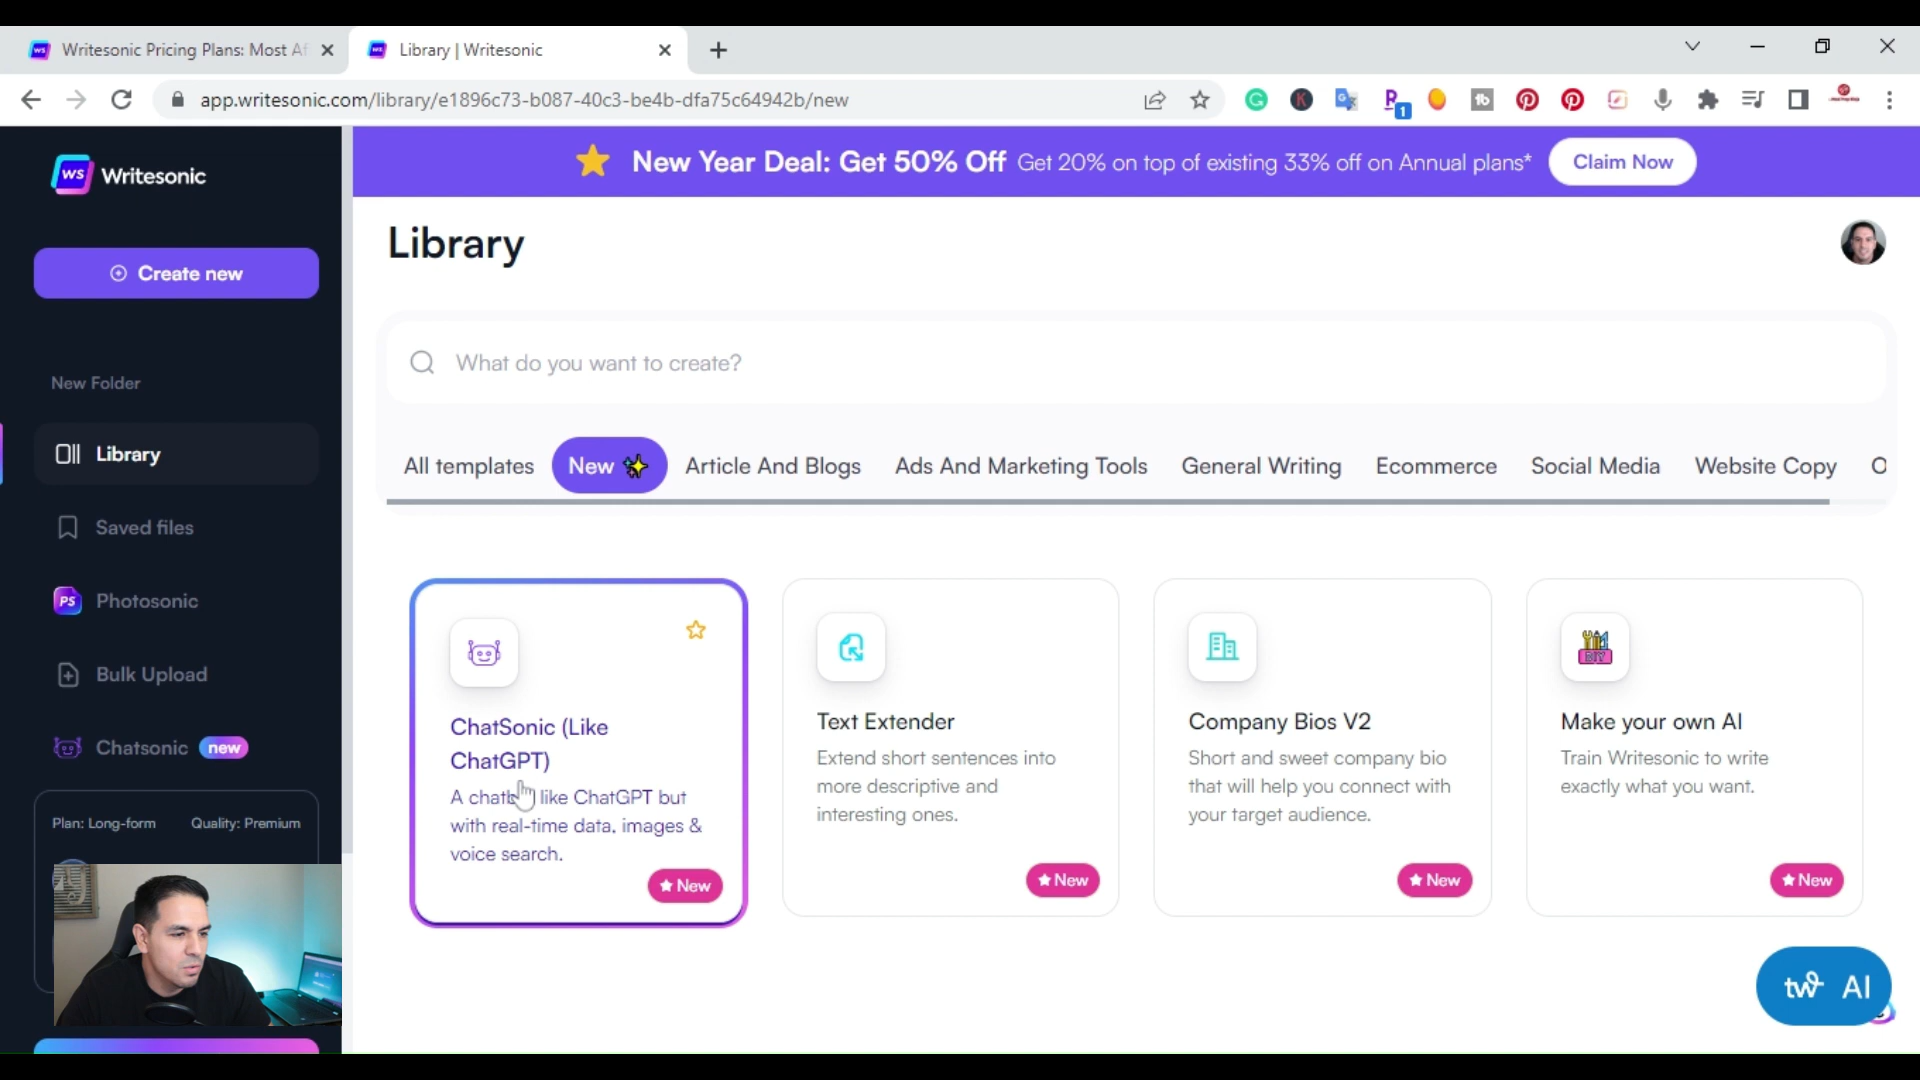 Writesonic Pricing Plans: Most Af
Library | Writesonic
app.writesonic.com/library/e1896c73-b087-40c3-be4b-dfa75c64942b/new
1
WS Writesonic
New Year Deal: Get 50% Off Get 20% on top of existing 33% off on Annual plans* Claim Now
Create new
Library
What do you want to create?
New Folder
Library
All templates New Article And Blogs Ads And Marketing Tools General Writing Ecommerce Social Media Website Copy O
Saved files
PS Photosonic
Bulk Upload
Chatsonic new
Plan: Long-form Quality: Premium
ChatSonic (Like
ChatGPT)
A chatb like ChatGPT but
with real-time data, images &
voice search.
New
Text Extender
Extend short sentences into
more descriptive and
interesting ones.
New
Company Bios V2
Short and sweet company bio
that will help you connect with
your target audience.
New
DIY
Make your own AI
Train Writesonic to write
exactly what you want.
New
tw AI